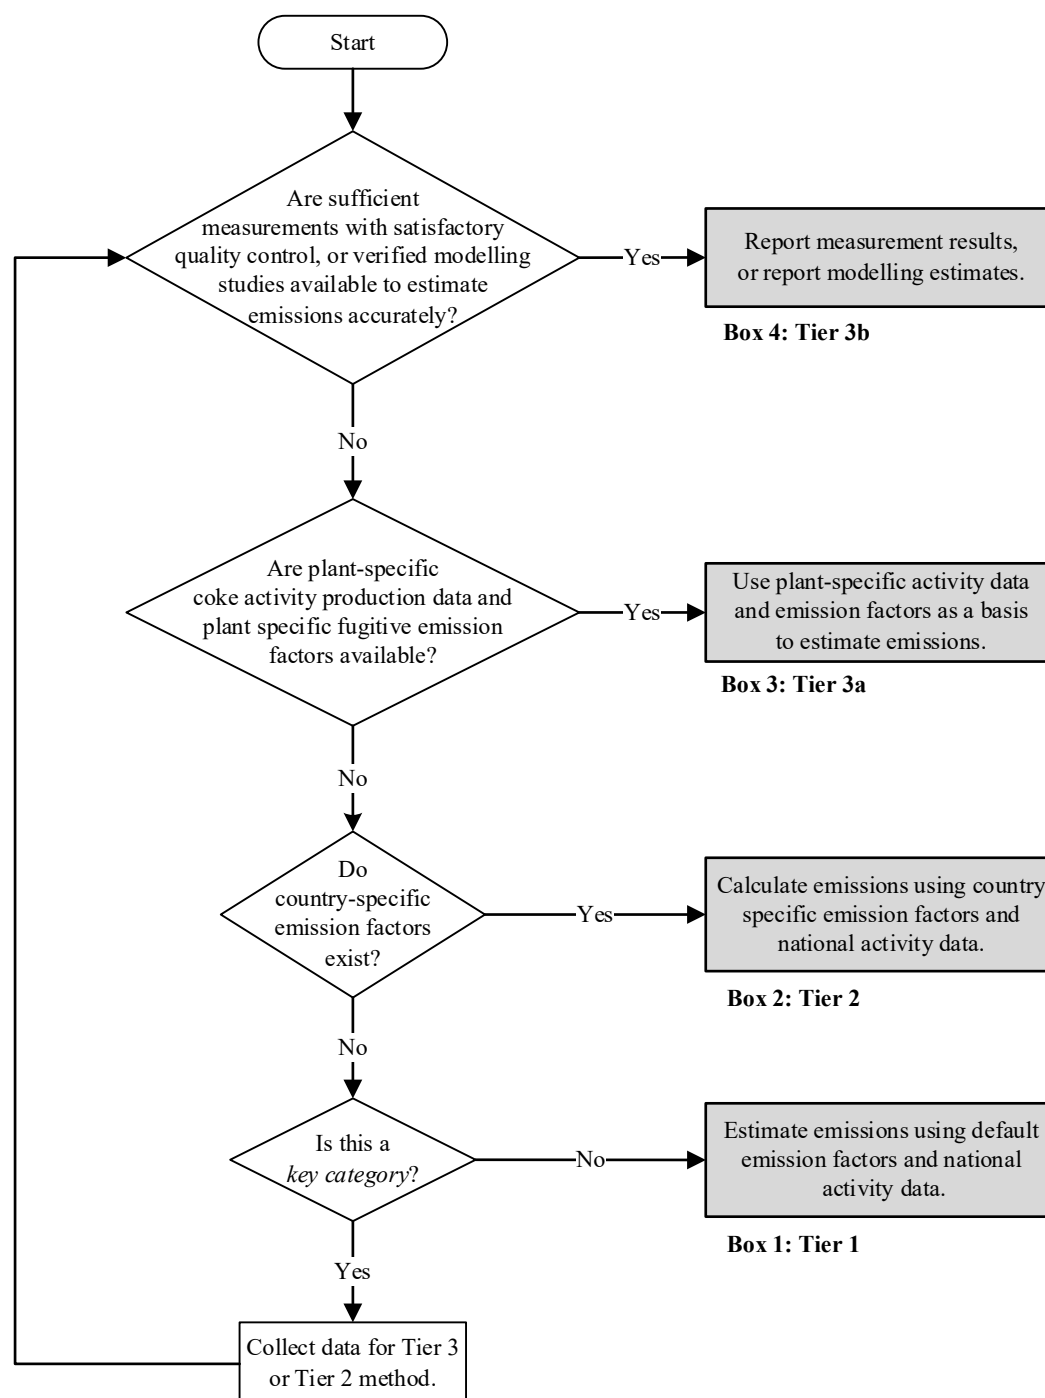 Start
Are sufficient
measurements with satisfactory
quality control, or verified modelling
studies available to estimate
emissions accurately?
Yes
Report measurement results,
or report modelling estimates.
Box 4: Tier 3b
No
Are plant-specific
coke activity production data and
plant specific fugitive emission
factors available?
Yes
Use plant-specific activity data
and emission factors as a basis
to estimate emissions.
Box 3: Tier 3a
No
Do
country-specific
emission factors
exist?
Yes
Calculate emissions using country
specific emission factors and
national activity data.
Box 2: Tier 2
No
Is this a
key category?
No
Estimate emissions using default
emission factors and national
activity data.
Box 1: Tier 1
Yes
Collect data for Tier 3
or Tier 2 method.